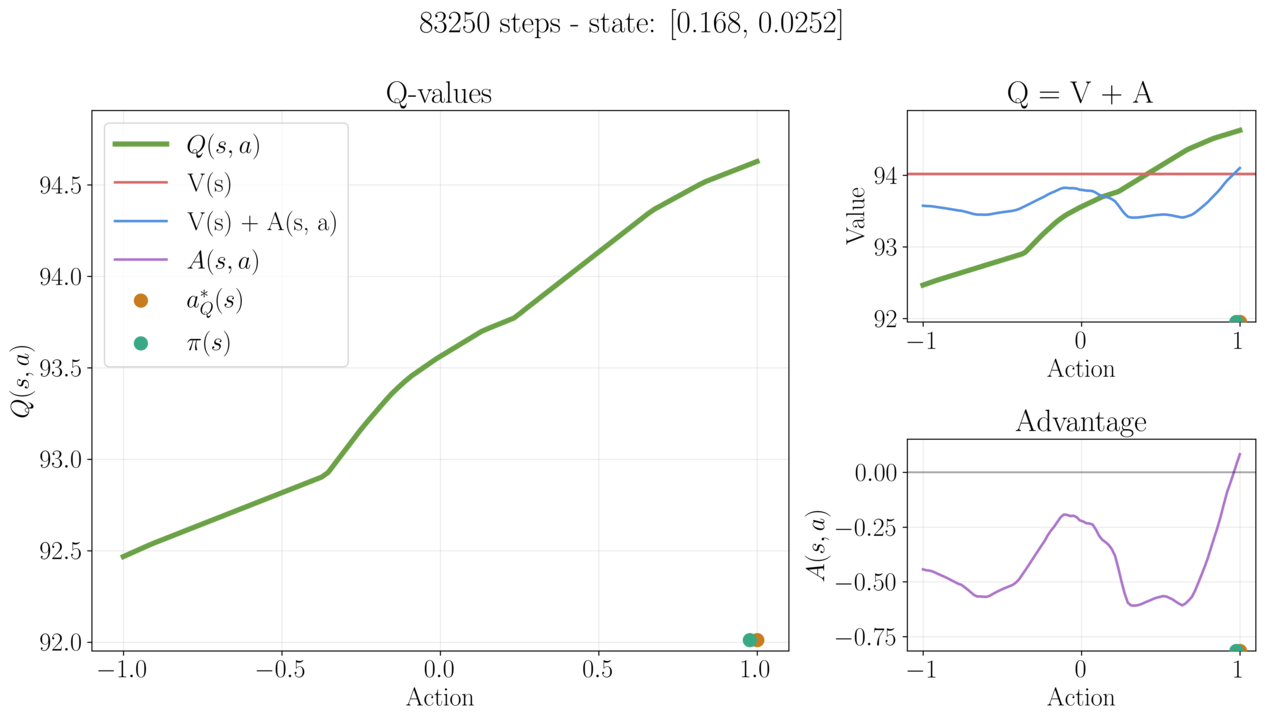 83250 steps - state: [0.168, 0.0252]
Q-values
Q(s, a)
V(s)
V(s) + A(s, a)
A(s, a)
a*Q(s)
π(s)
94.5
94.0
93.5
93.0
92.5
92.0
Q(s, a)
−1.0
−0.5
0.0
0.5
1.0
Action
Q = V + A
94
93
92
Value
−1
0
1
Action
Advantage
0.00
−0.25
−0.50
−0.75
A(s, a)
−1
0
1
Action